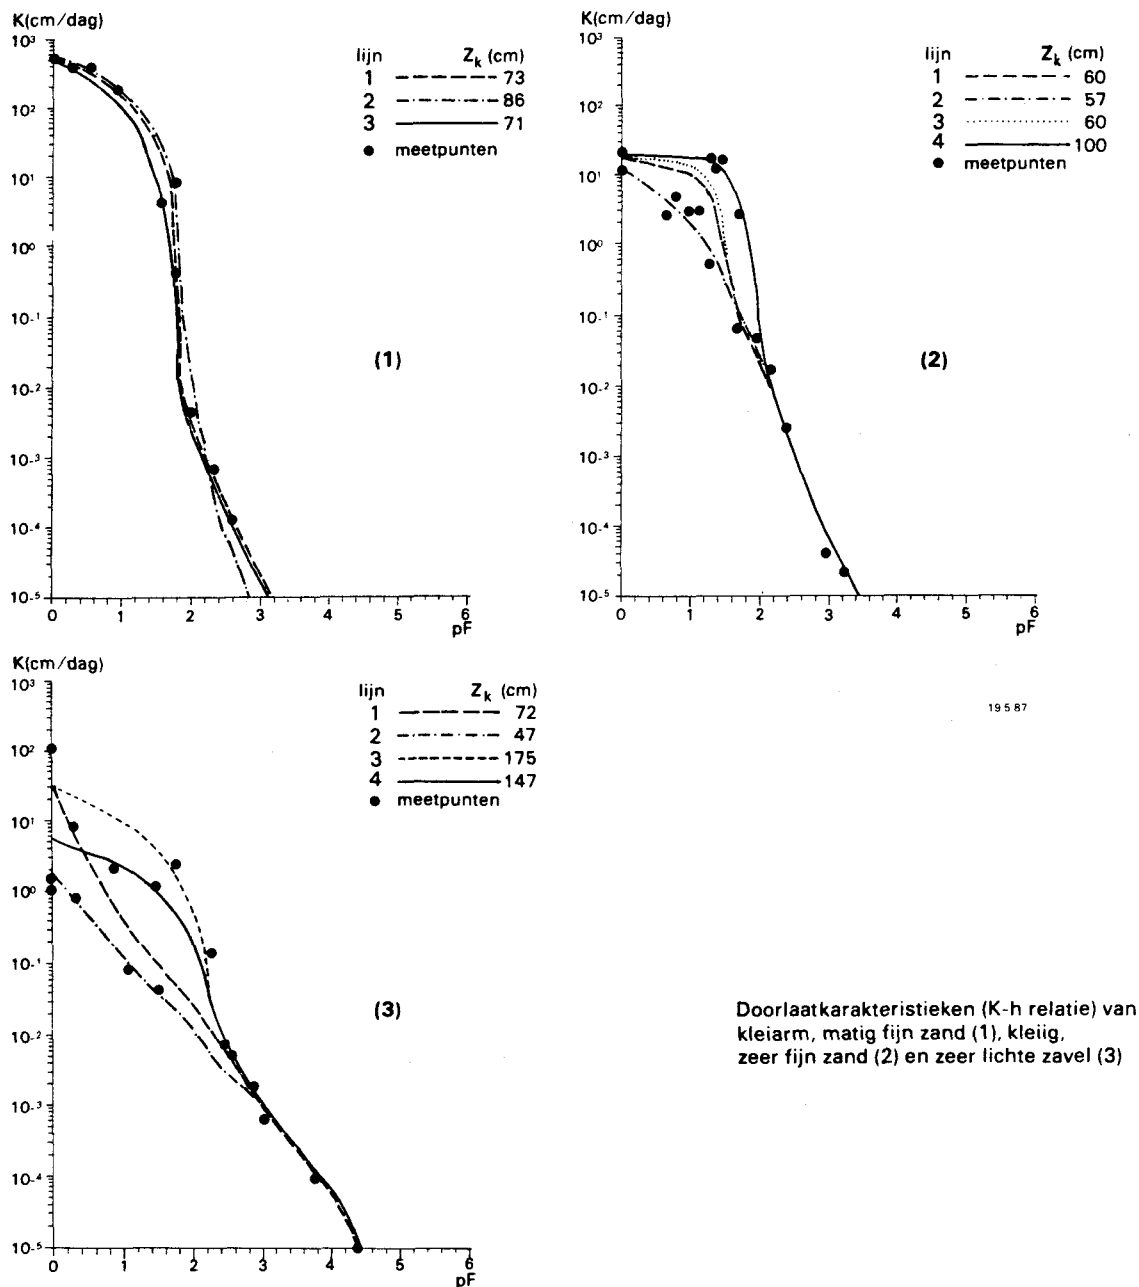 K(cm/dag)
10³
10²
10¹
10⁰
10-¹
10-²
10-³
10-⁴
10-⁵
0 1 2 3 4 5 6
pF
lijn Zk (cm)
1 73
2 86
3 71
meetpunten
(1)
K(cm/dag)
10³
10²
10¹
10⁰
10-¹
10-²
10-³
10-⁴
10-⁵
0 1 2 3 4 5 6
pF
lijn Zk (cm)
1 60
2 57
3 60
4 100
meetpunten
(2)
K(cm/dag)
10³
10²
10¹
10⁰
10-¹
10-²
10-³
10-⁴
10-⁵
0 1 2 3 4 5 6
pF
lijn Zk (cm)
1 72
2 47
3 175
4 147
meetpunten
(3)
19587
Doorlaatkarakteristieken (K-h relatie) van
kleiarm, matig fijn zand (1), kleiig,
zeer fijn zand (2) en zeer lichte zavel (3)